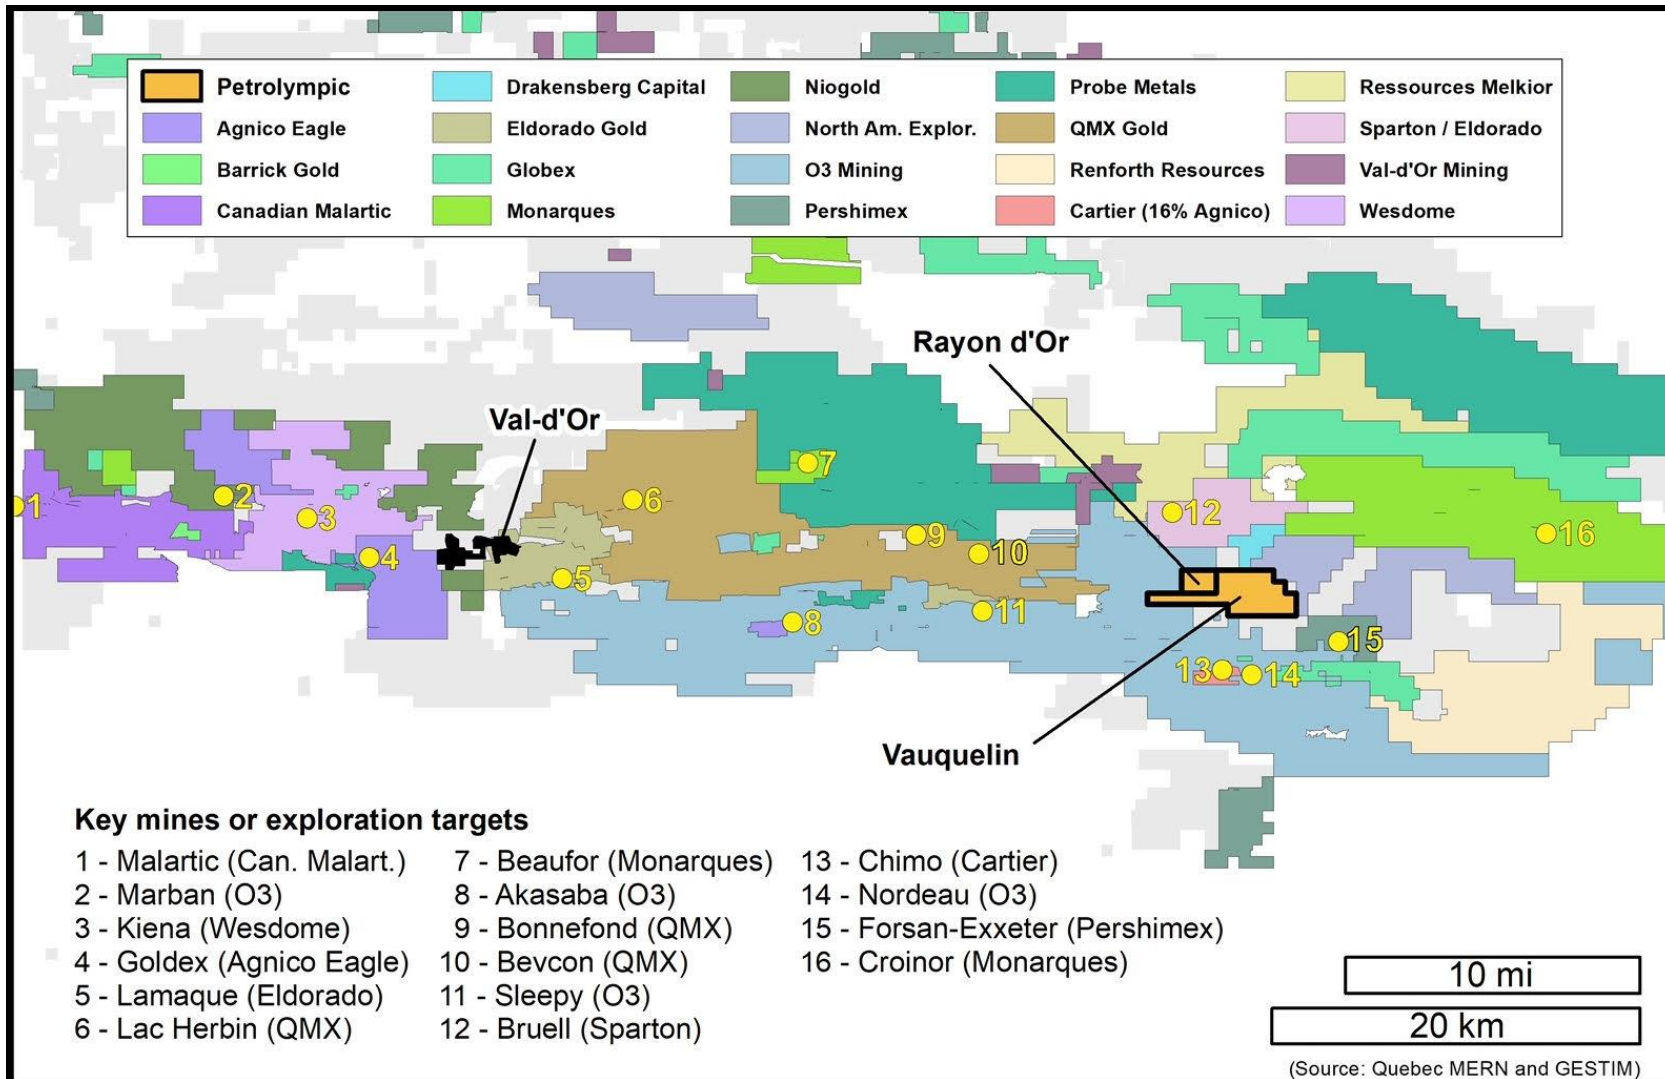 Petrolympic
Drakensberg Capital
Niogold
Probe Metals
Ressources Melkior
Agnico Eagle
Eldorado Gold
North Am. Explor.
QMX Gold
Sparton / Eldorado
Barrick Gold
Globex
O3 Mining
Renforth Resources
Val-d'Or Mining
Canadian Malartic
Monarques
Pershimex
Cartier (16% Agnico)
Wesdome
Rayon d'Or
Val-d'Or
7
2
6
1
3
12
9
16
4
10
5
11
8
15
13
14
Vauquelin
Key mines or exploration targets
1 - Malartic (Can. Malart.)
2 - Marban (O3)
3 - Kiena (Wesdome)
4 - Goldex (Agnico Eagle)
5 - Lamaque (Eldorado)
6 - Lac Herbin (QMX)
7 - Beaufor (Monarques)
8 - Akasaba (O3)
9 - Bonnefond (QMX)
10 - Bevcon (QMX)
11 - Sleepy (O3)
12 - Bruell (Sparton)
13 - Chimo (Cartier)
14 - Nordeau (O3)
15 - Forsan-Exxeter (Pershimex)
16 - Croinor (Monarques)
10 mi
20 km
(Source: Quebec MERN and GESTIM)